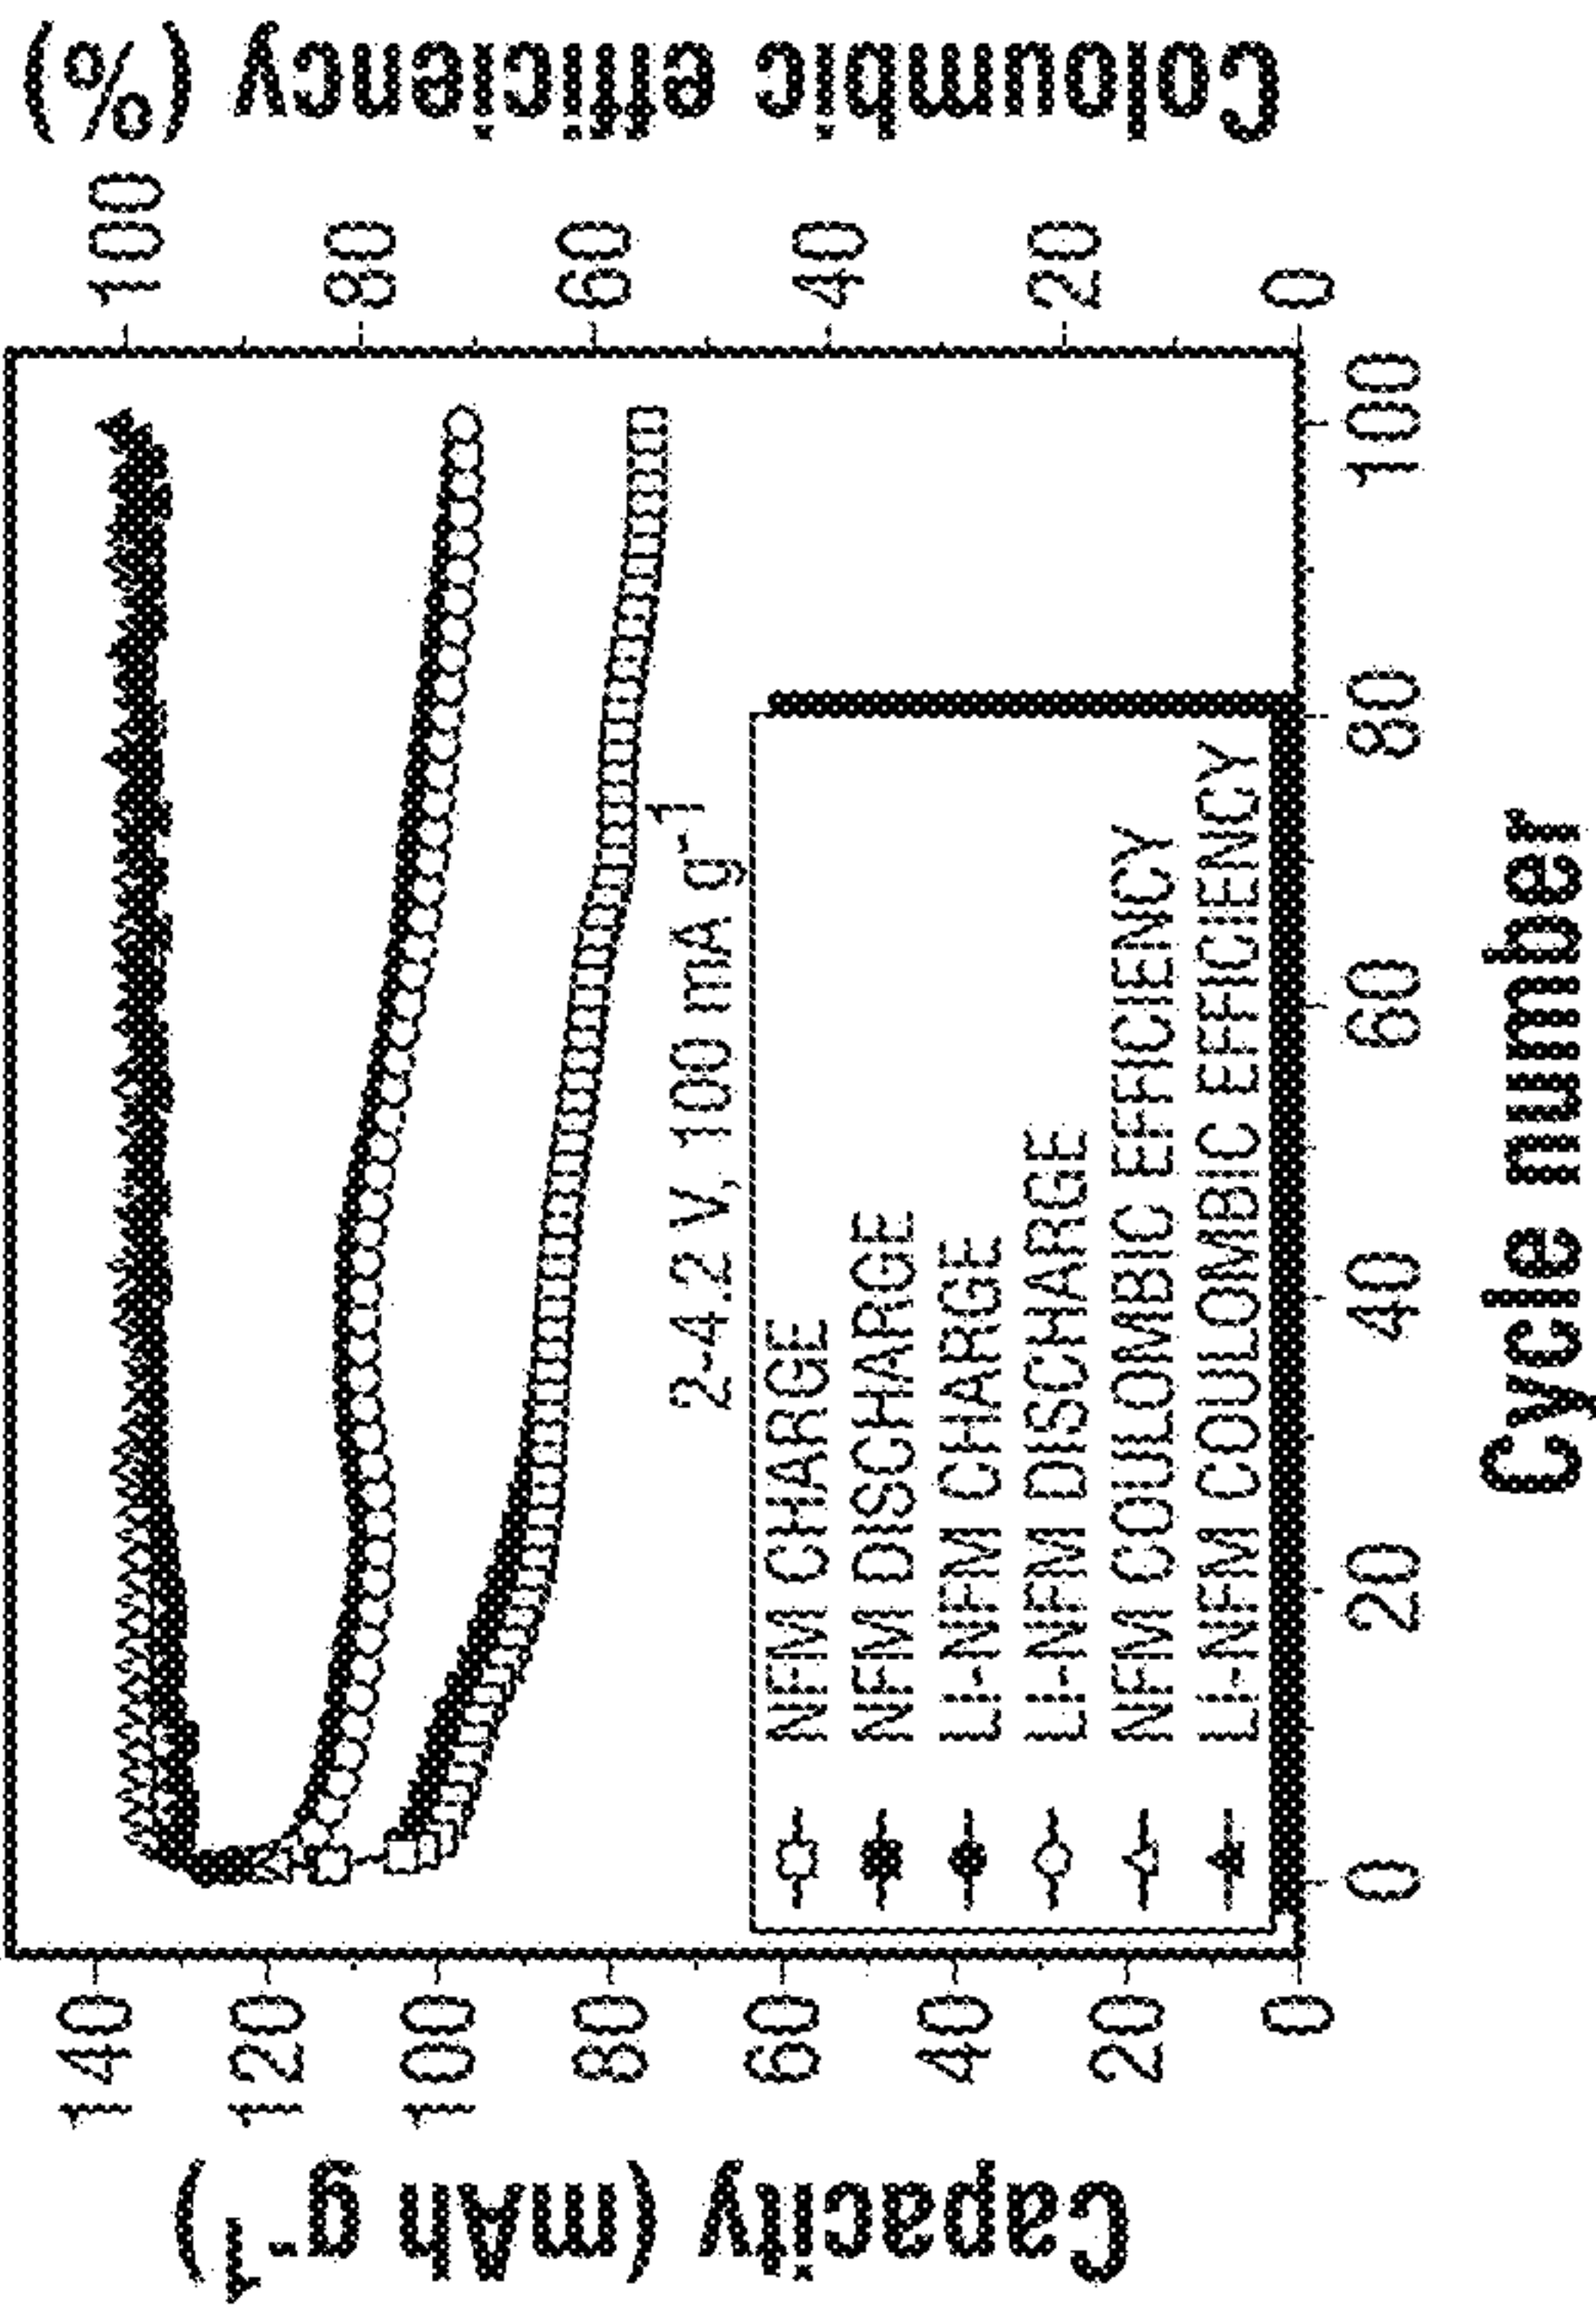 Capacity (mAh g⁻¹)
140
120
100
80
60
40
20
0
2-4.2 V, 100 mA g⁻¹
NFM CHARGE
NFM DISCHARGE
LI-NFM CHARGE
LI-NFM DISCHARGE
NFM COULOMBIC EFFICIENCY
LI-NFM COULOMBIC EFFICIENCY
0 20 40 60 80 100
Cycle number
100
80
60
40
20
0
Coloumbic efficiency (%)